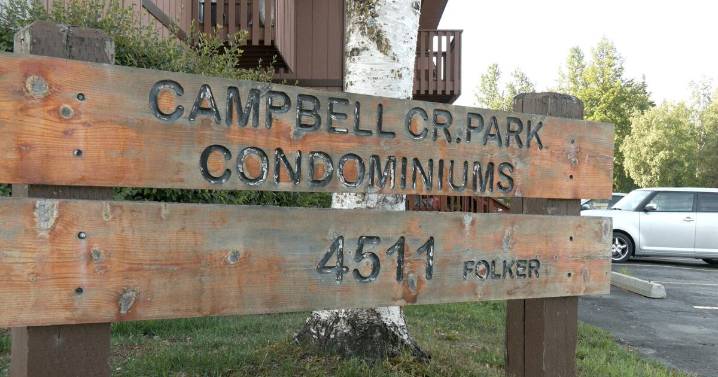 CAMPBELL CR. PARK
CONDOMINIUMS
4511 FOLKER